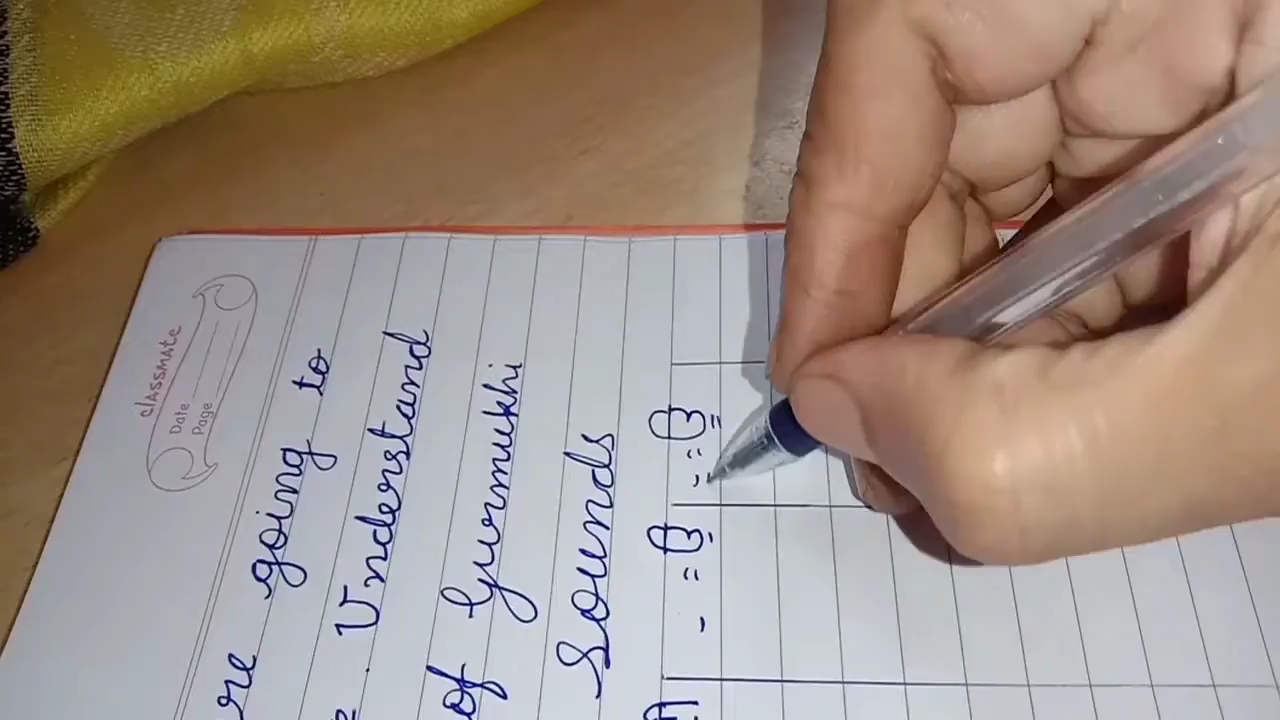 classmate
Date
Page
re going to
Understand
of Gurmukhi
Sounds
- = ਉ = ਊ